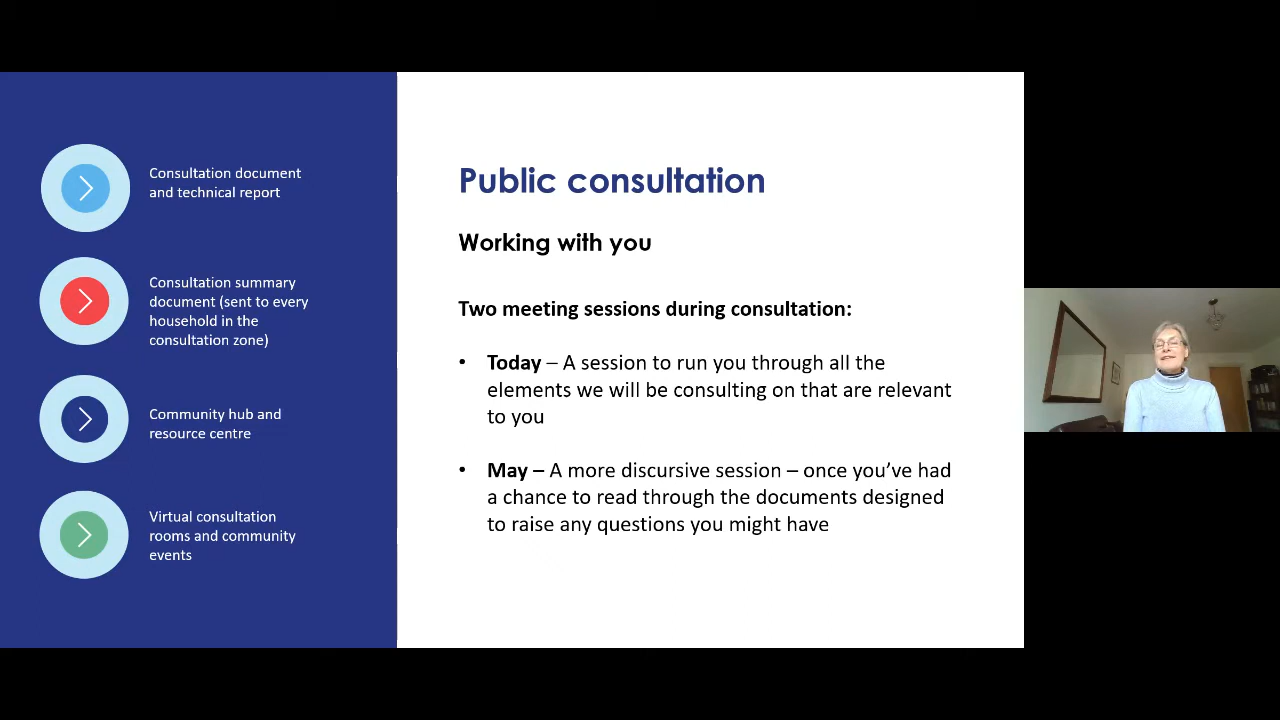 Consultation document
and technical report
Consultation summary
document (sent to every
household in the
consultation zone)
Community hub and
resource centre
Virtual consultation
rooms and community
events
Public consultation
Working with you
Two meeting sessions during consultation:
• Today – A session to run you through all the
elements we will be consulting on that are relevant
to you
• May – A more discursive session – once you’ve had
a chance to read through the documents designed
to raise any questions you might have